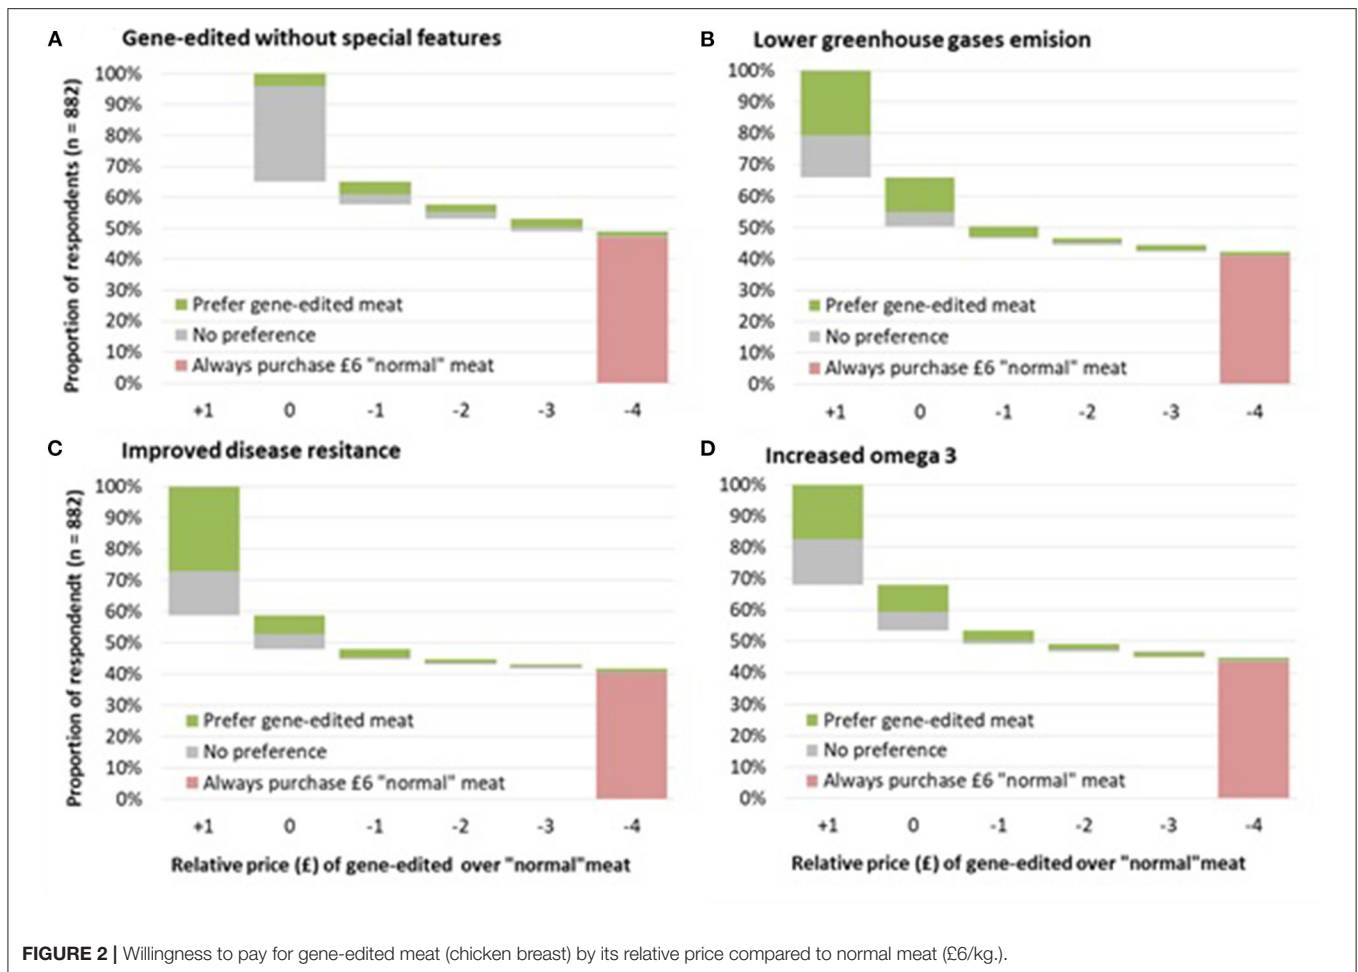 A
Gene-edited without special features
Proportion of respondents (n = 882)
100%
90%
80%
70%
60%
50%
40%
30%
20%
10%
0%
Prefer gene-edited meat
No preference
Always purchase £6 "normal" meat
+1 0 -1 -2 -3 -4
B
Lower greenhouse gases emision
100%
90%
80%
70%
60%
50%
40%
30%
20%
10%
0%
Prefer gene-edited meat
No preference
Always purchase £6 "normal" meat
+1 0 -1 -2 -3 -4
C
Improved disease resitance
Proportion of respondendt (n = 882)
100%
90%
80%
70%
60%
50%
40%
30%
20%
10%
0%
Prefer gene-edited meat
No preference
Always purchase £6 "normal" meat
+1 0 -1 -2 -3 -4
Relative price (£) of gene-edited over "normal"meat
D
Increased omega 3
100%
90%
80%
70%
60%
50%
40%
30%
20%
10%
0%
Prefer gene-edited meat
No preference
Always purchase £6 "normal" meat
+1 0 -1 -2 -3 -4
Relative price (£) of gene-edited over "normal"meat
FIGURE 2 | Willingness to pay for gene-edited meat (chicken breast) by its relative price compared to normal meat (£6/kg.).